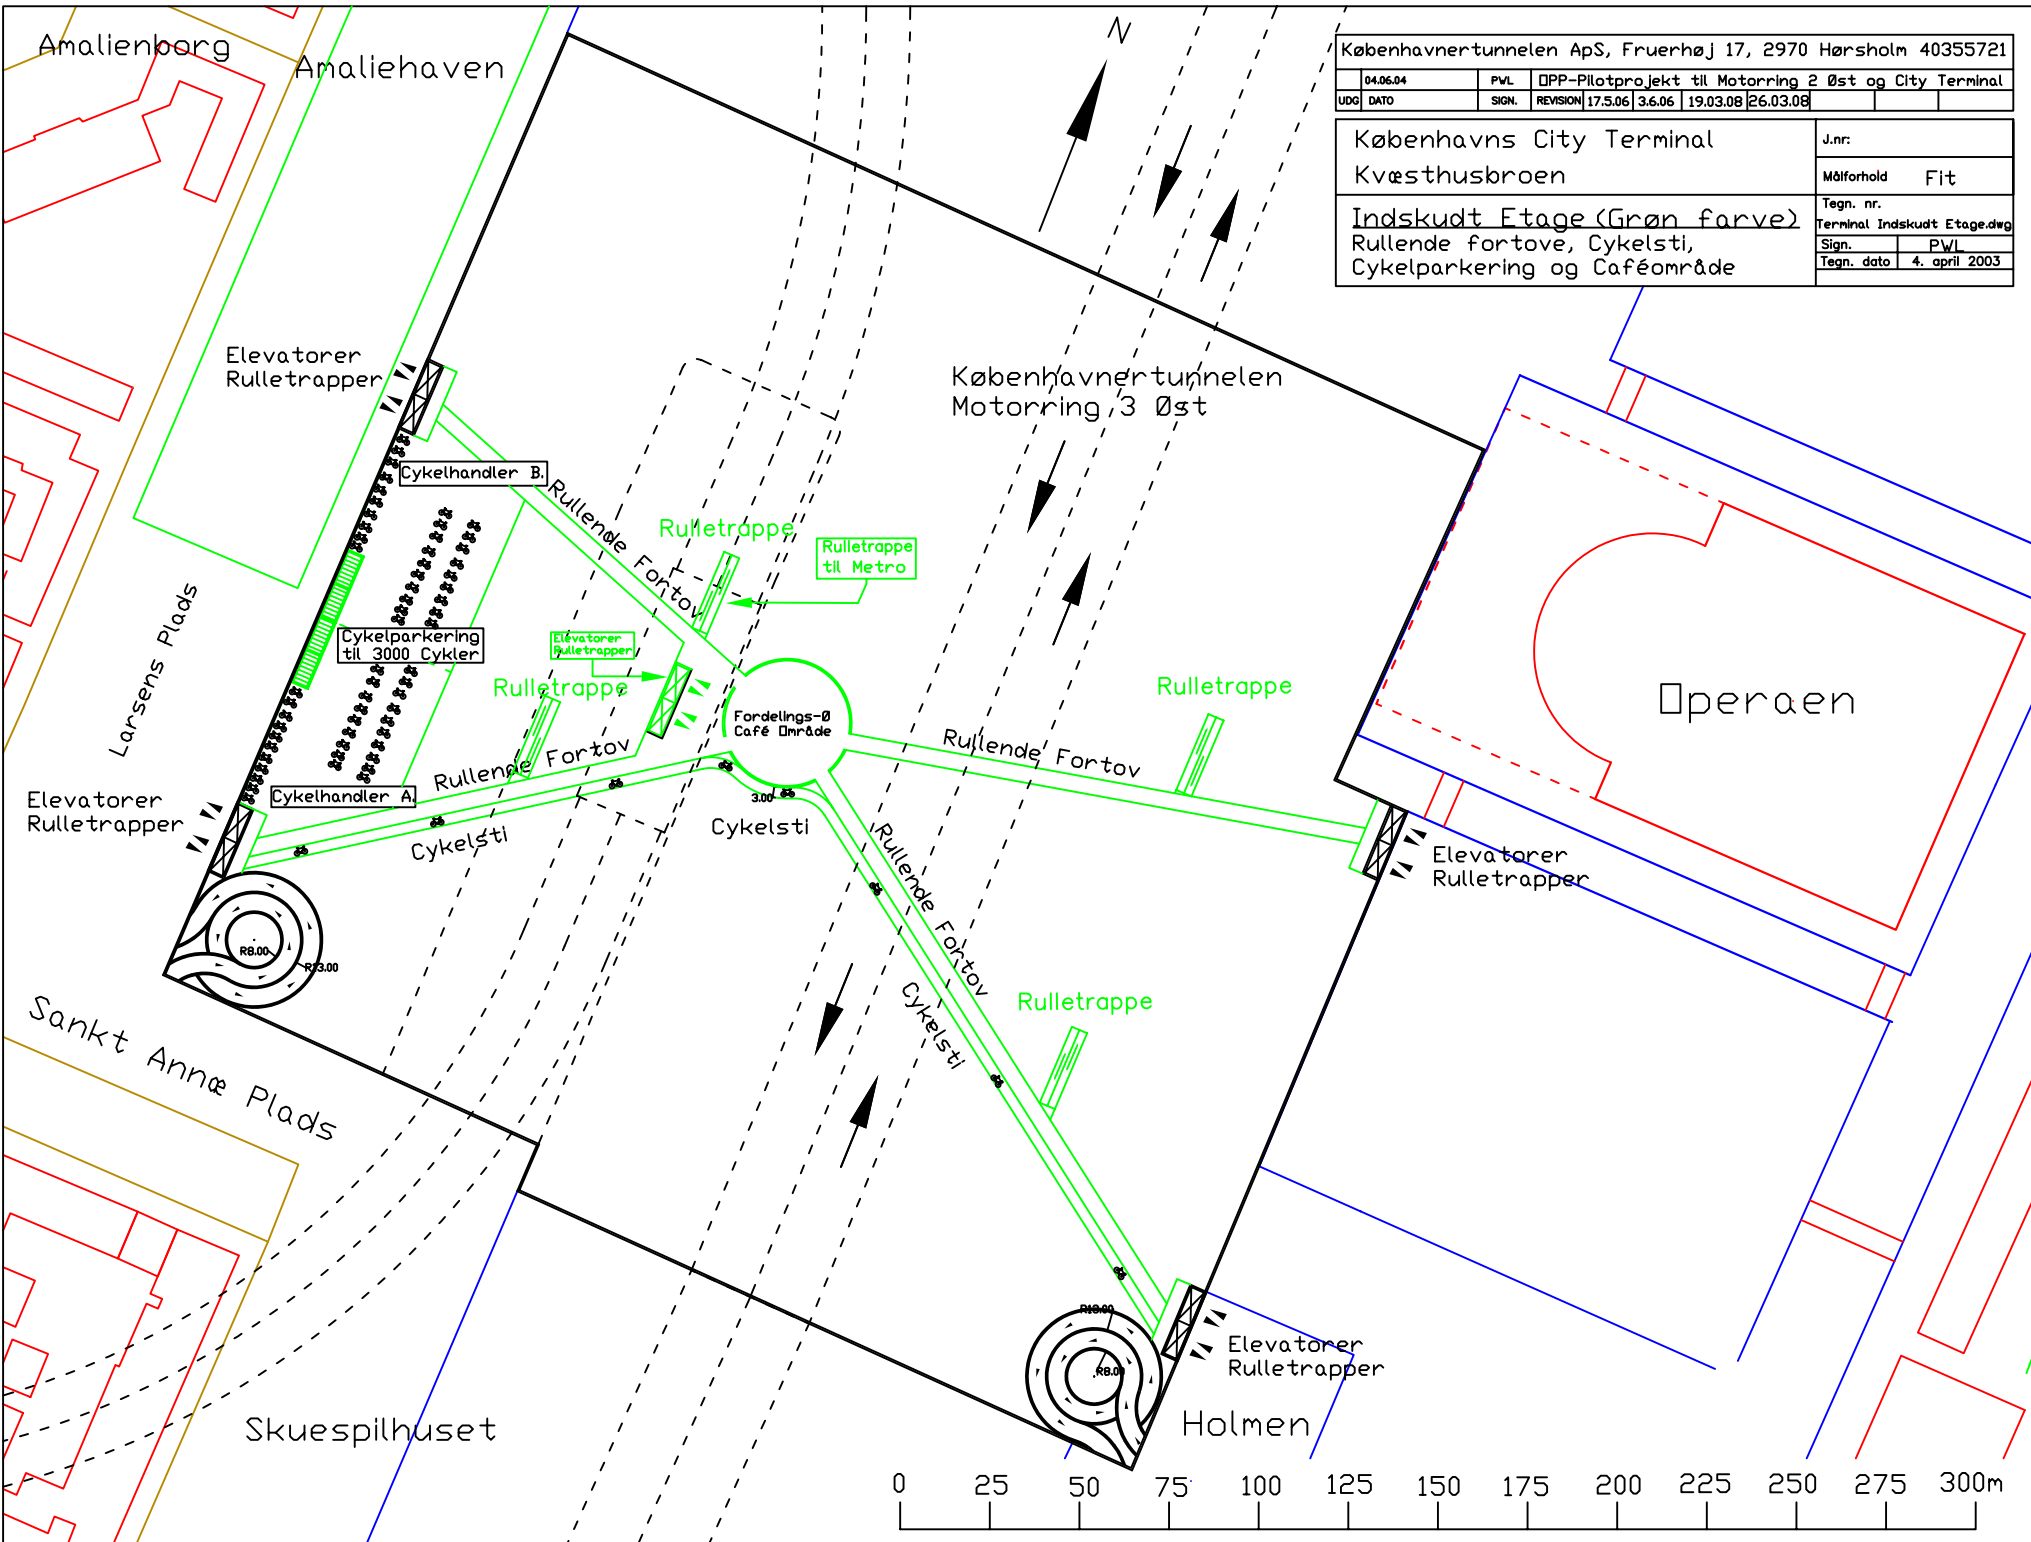 Amalienborg
Amaliehaven
N
Københavnertunnelen ApS, Fruerhøj 17, 2970 Hørsholm 40355721
04.06.04 PWL OPP-Pilotprojekt til Motorring 2 Øst og City Terminal
UDG DATO SIGN. REVISION 17.5.06 3.6.06 19.03.08 26.03.08
Københavns City Terminal
Kvæsthusbroen
J.nr:
Målforhold Fit
Indskudt Etage (Grøn farve)
Rullende fortove, Cykelsti,
Cykelparkering og Caféområde
Tegn. nr.
Terminal Indskudt Etage.dwg
Sign. PWL
Tegn. dato 4. april 2003
Elevatorer
Rulletrapper
Københavnertunnelen
Motorring 3 Øst
Cykelhandler B.
Rullende Fortov
Rulletrappe
Rulletrappe
til Metro
Larsens Plads
Cykelparkering
til 3000 Cykler
Elevatorer
Rulletrapper
Rulletrappe
Fordelings-Ø
Café Område
Rulletrappe
Operaen
Rullende Fortov
Rullende Fortov
Cykelhandler A.
Elevatorer
Rulletrapper
3.00
Cykelsti
Cykelsti
Elevatorer
Rulletrapper
Rullende Fortov
R8.00
R13.00
Cykelsti
Rulletrappe
Sankt Annæ Plads
R13.00
R8.00
Elevatorer
Rulletrapper
Skuespilhuset
Holmen
0 25 50 75 100 125 150 175 200 225 250 275 300m